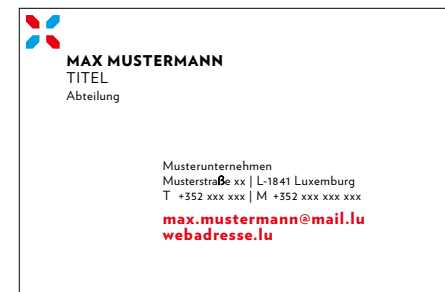 MAX MUSTERMANN
TITEL
Abteilung
Musterunternehmen
Musterstraße xx | L-1841 Luxemburg
T +352 xxx xxx | M +352 xxx xxx xxx
max.mustermann@mail.lu
webadresse.lu